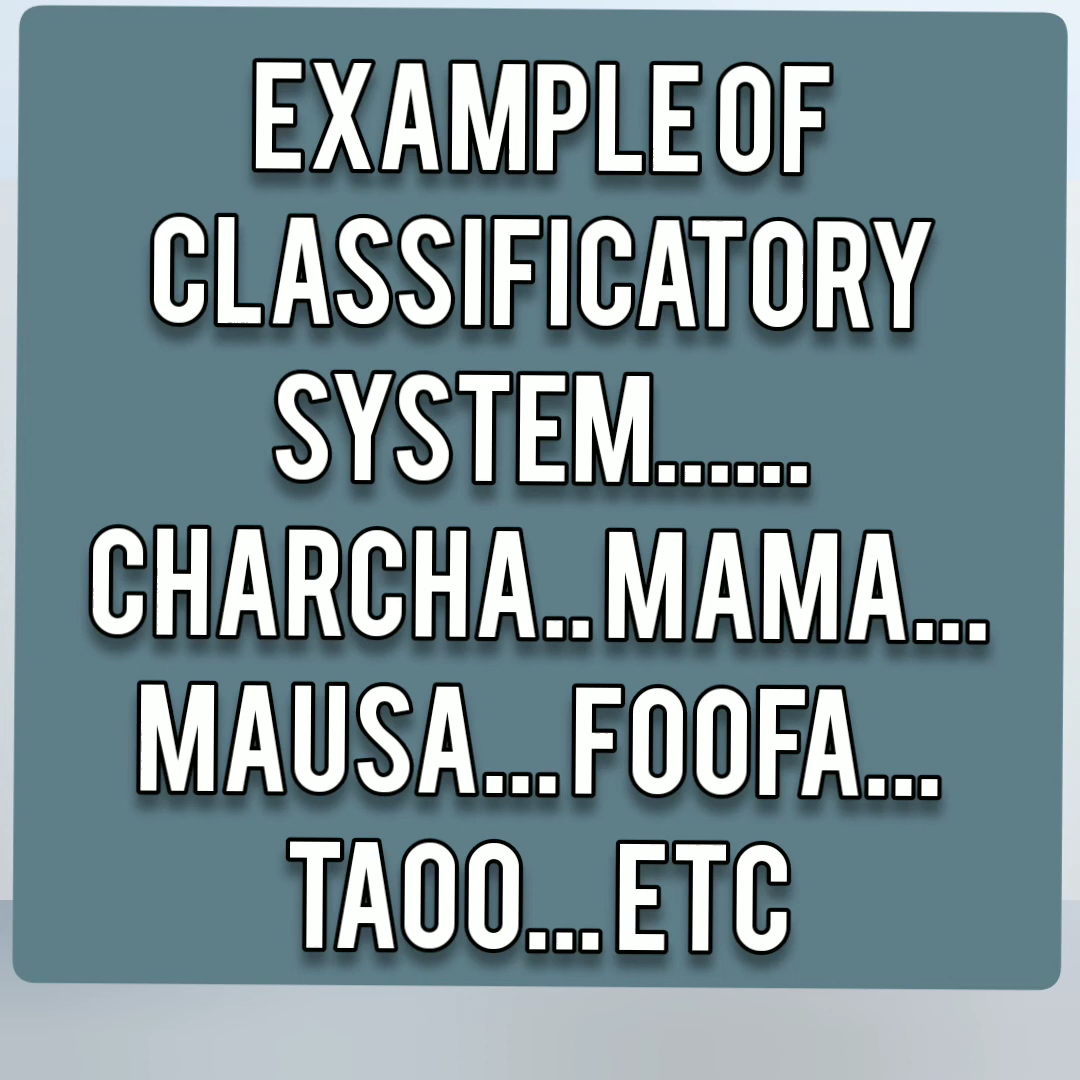 EXAMPLE OF
CLASSIFICATORY
SYSTEM......
CHARCHA.. MAMA...
MAUSA... FOOFA...
TAOO... ETC